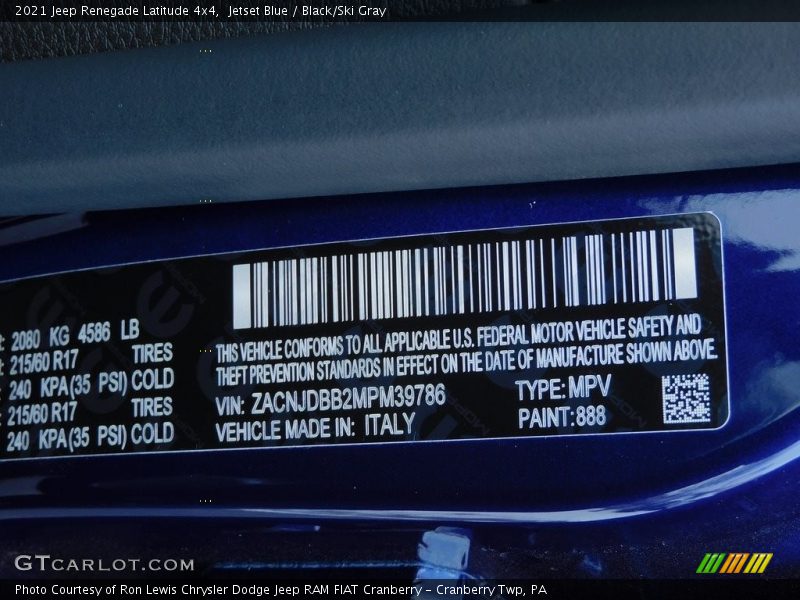 2021 Jeep Renegade Latitude 4x4, Jetset Blue / Black/Ski Gray
2080 KG 4586 LB
215/60 R17 TIRES
240 KPA(35 PSI) COLD
215/60 R17 TIRES
240 KPA(35 PSI) COLD
THIS VEHICLE CONFORMS TO ALL APPLICABLE U.S. FEDERAL MOTOR VEHICLE SAFETY AND
THEFT PREVENTION STANDARDS IN EFFECT ON THE DATE OF MANUFACTURE SHOWN ABOVE.
VIN: ZACNJDBB2MPM39786 TYPE: MPV
VEHICLE MADE IN: ITALY PAINT: 888
GTCARLOT.COM
Photo Courtesy of Ron Lewis Chrysler Dodge Jeep RAM FIAT Cranberry – Cranberry Twp, PA